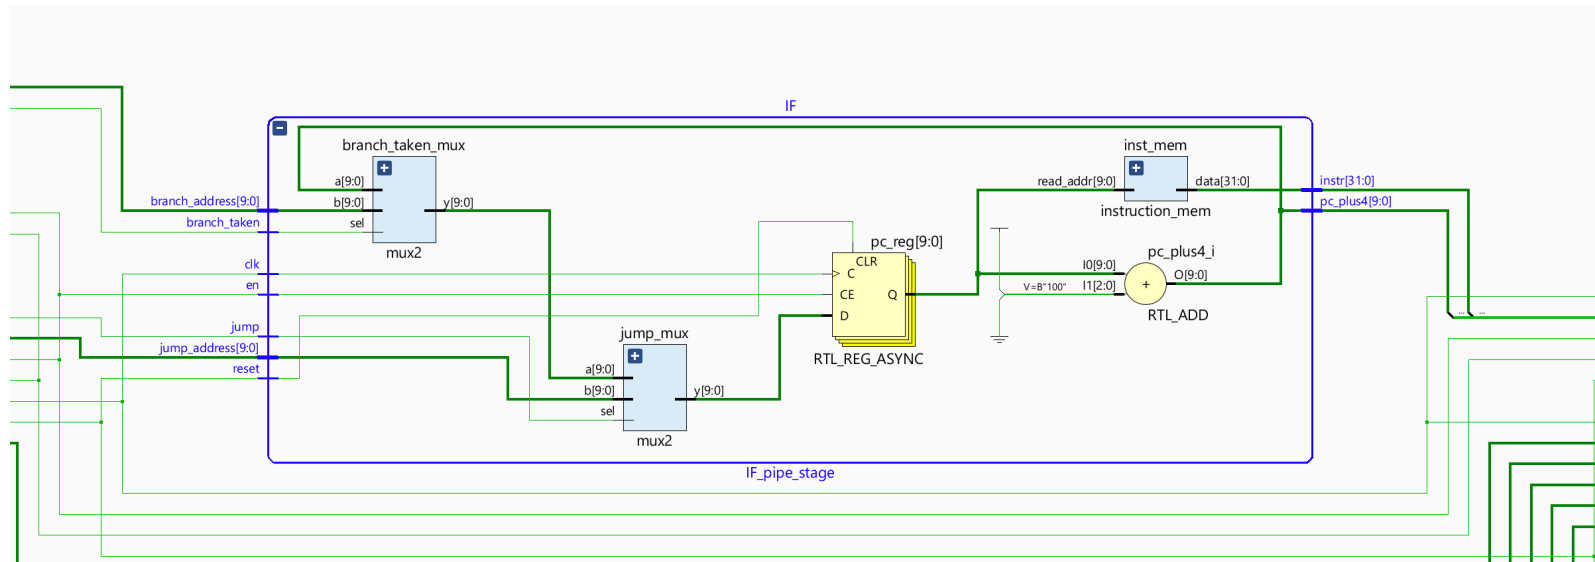 IF
branch_taken_mux
a[9:0]
b[9:0]
sel
y[9:0]
mux2
branch_address[9:0]
branch_taken
clk
en
jump
jump_address[9:0]
reset
jump_mux
a[9:0]
b[9:0]
sel
y[9:0]
mux2
pc_reg[9:0]
CLR
C
CE
D
Q
RTL_REG_ASYNC
inst_mem
read_addr[9:0]
data[31:0]
instruction_mem
V=B"100"
pc_plus4_i
I0[9:0]
I1[2:0]
+
O[9:0]
RTL_ADD
instr[31:0]
pc_plus4[9:0]
...
...
IF_pipe_stage